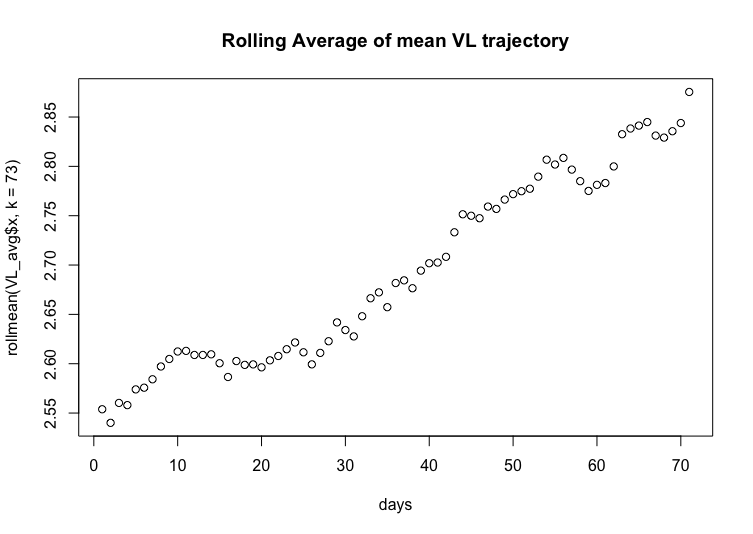 Rolling Average of mean VL trajectory
rollmean(VL_avg$x, k = 73)
2.85
2.80
2.75
2.70
2.65
2.60
2.55
0 10 20 30 40 50 60 70
days